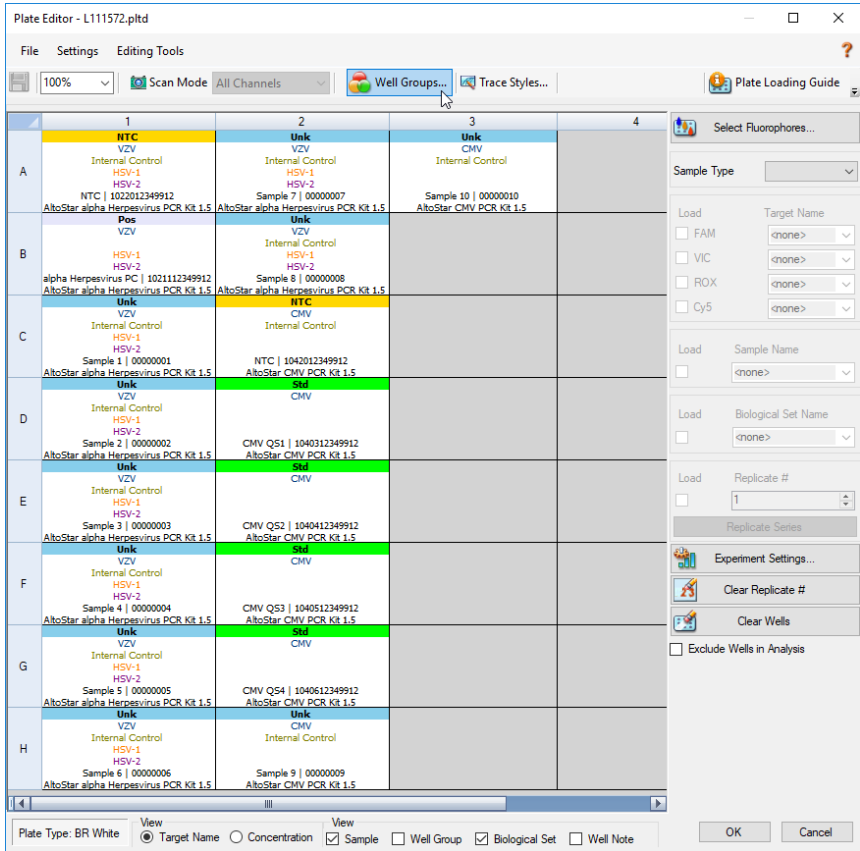 Plate Editor - L111572.pltd
File Settings Editing Tools ?
100% Scan Mode All Channels Well Groups... Trace Styles... Plate Loading Guide
1 2 3 4
A
NTC
VZV
Internal Control
HSV-1
HSV-2
NTC | 1022012349912
AltoStar alpha Herpesvirus PCR Kit 1.5
Unk
VZV
Internal Control
HSV-1
HSV-2
Sample 7 | 00000007
AltoStar alpha Herpesvirus PCR Kit 1.5
Unk
CMV
Internal Control
Sample 10 | 00000010
AltoStar CMV PCR Kit 1.5
B
Pos
VZV
HSV-1
HSV-2
alpha Herpesvirus PC | 1021112349912
AltoStar alpha Herpesvirus PCR Kit 1.5
Unk
VZV
Internal Control
HSV-1
HSV-2
Sample 8 | 00000008
AltoStar alpha Herpesvirus PCR Kit 1.5
C
Unk
VZV
Internal Control
HSV-1
HSV-2
Sample 1 | 00000001
AltoStar alpha Herpesvirus PCR Kit 1.5
NTC
CMV
Internal Control
NTC | 1042012349912
AltoStar CMV PCR Kit 1.5
D
Unk
VZV
Internal Control
HSV-1
HSV-2
Sample 2 | 00000002
AltoStar alpha Herpesvirus PCR Kit 1.5
Std
CMV
CMV QS1 | 1040312349912
AltoStar CMV PCR Kit 1.5
E
Unk
VZV
Internal Control
HSV-1
HSV-2
Sample 3 | 00000003
AltoStar alpha Herpesvirus PCR Kit 1.5
Std
CMV
CMV QS2 | 1040412349912
AltoStar CMV PCR Kit 1.5
F
Unk
VZV
Internal Control
HSV-1
HSV-2
Sample 4 | 00000004
AltoStar alpha Herpesvirus PCR Kit 1.5
Std
CMV
CMV QS3 | 1040512349912
AltoStar CMV PCR Kit 1.5
G
Unk
VZV
Internal Control
HSV-1
HSV-2
Sample 5 | 00000005
AltoStar alpha Herpesvirus PCR Kit 1.5
Std
CMV
CMV QS4 | 1040612349912
AltoStar CMV PCR Kit 1.5
H
Unk
VZV
Internal Control
HSV-1
HSV-2
Sample 6 | 00000006
AltoStar alpha Herpesvirus PCR Kit 1.5
Unk
CMV
Internal Control
Sample 9 | 00000009
AltoStar CMV PCR Kit 1.5
Select Fluorophores...
Sample Type
Load Target Name
FAM <none>
VIC <none>
ROX <none>
Cy5 <none>
Load Sample Name
<none>
Load Biological Set Name
<none>
Load Replicate #
1
Replicate Series
Experiment Settings...
Clear Replicate #
Clear Wells
Exclude Wells in Analysis
Plate Type: BR White
View
Target Name Concentration
View
Sample Well Group Biological Set Well Note
OK Cancel